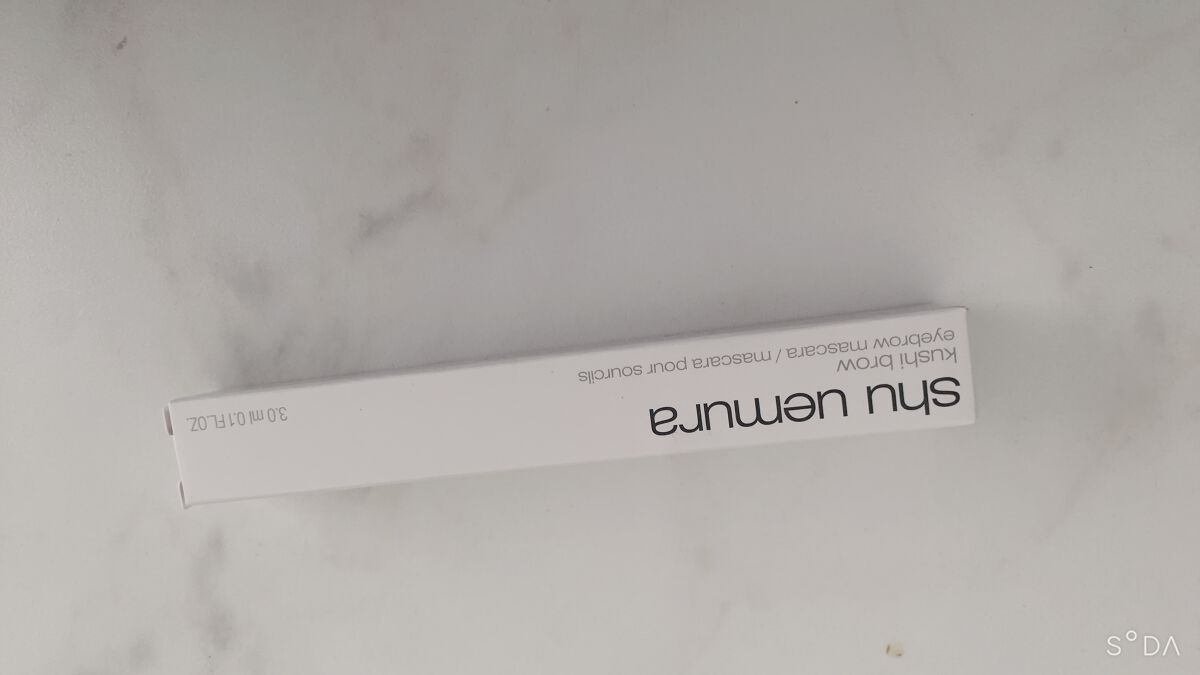 shu uemura
kushi brow
eyebrow mascara / mascara pour sourcils
3.0 ml 0.1 FL.OZ.
S°DA